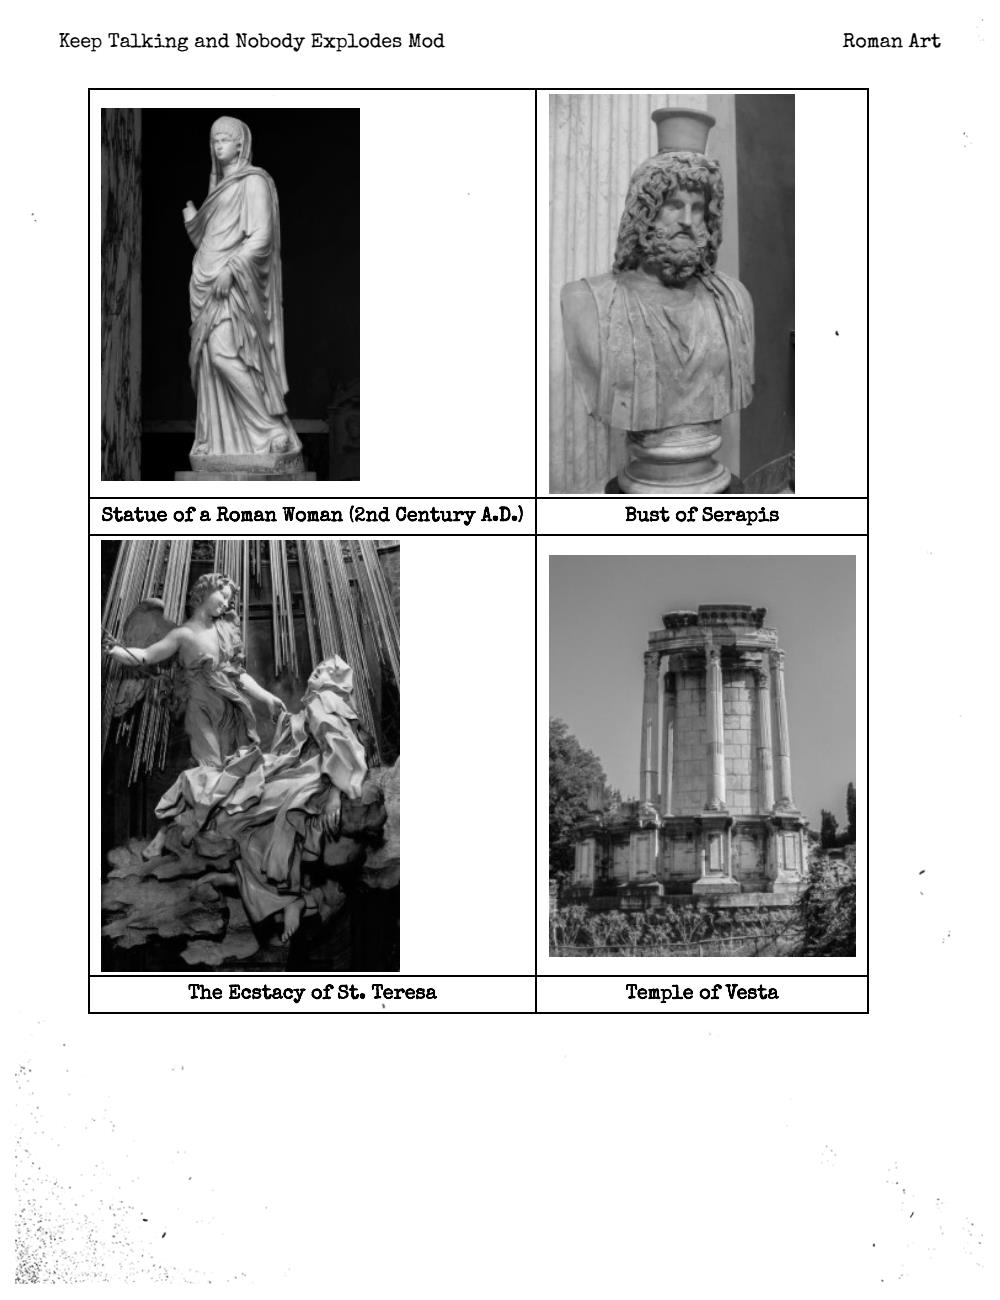 Keep Talking and Nobody Explodes Mod
Roman Art
Statue of a Roman Woman (2nd Century A.D.)
Bust of Serapis
The Ecstacy of St. Teresa
Temple of Vesta